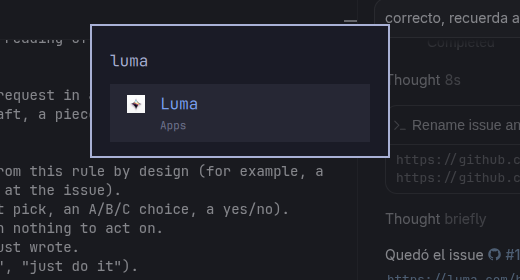 correcto, recuerda a
Completed
Thought 8s
request in
aft, a piec
luma
Luma
Apps
Rename issue an
https://github.c
https://github.c
rom this rule by design (for example, a
at the issue).
t pick, an A/B/C choice, a yes/no).
n nothing to act on.
ust wrote.
", "just do it").
Thought briefly
Quedó el issue #1
https://luma.com/